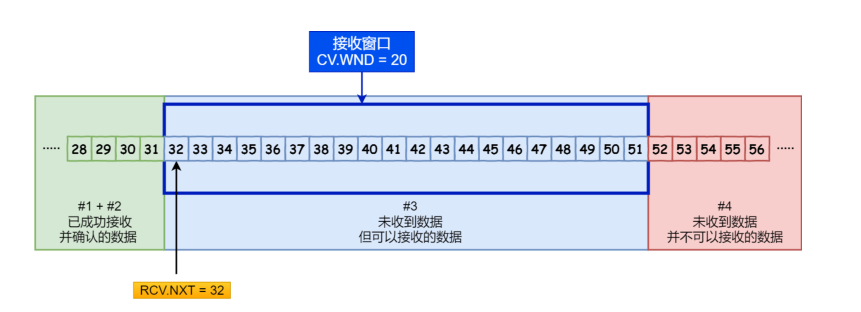 接收窗口
CV.WND = 20
..... 28 29 30 31 32 33 34 35 36 37 38 39 40 41 42 43 44 45 46 47 48 49 50 51 52 53 54 55 56 .....
#1 + #2
已成功接收
并确认的数据
#3
未收到数据
但可以接收的数据
#4
未收到数据
并不可以接收的数据
RCV.NXT = 32